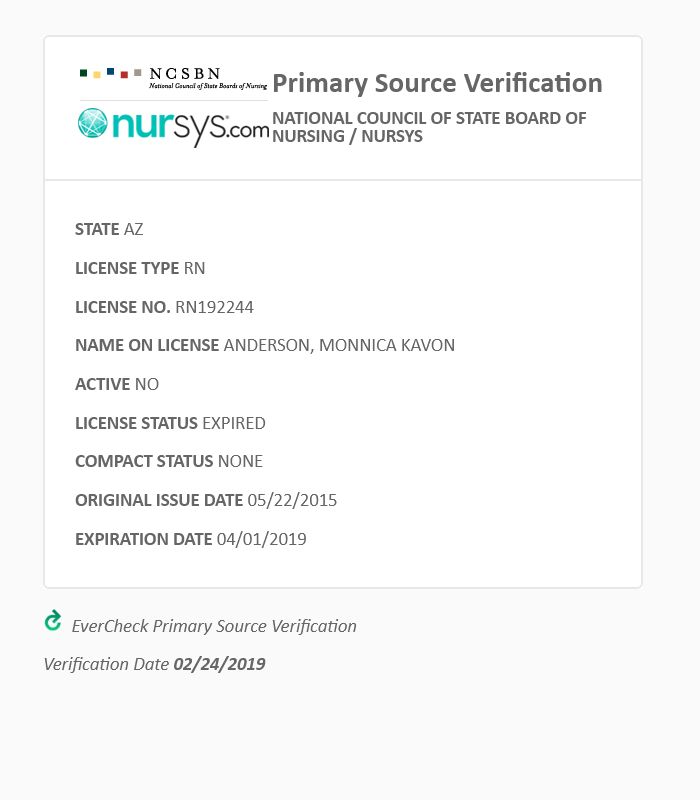 NCSBN
National Council of State Boards of Nursing
nursys.com
Primary Source Verification
NATIONAL COUNCIL OF STATE BOARD OF
NURSING / NURSYS
STATE AZ
LICENSE TYPE RN
LICENSE NO. RN192244
NAME ON LICENSE ANDERSON, MONNICA KAVON
ACTIVE NO
LICENSE STATUS EXPIRED
COMPACT STATUS NONE
ORIGINAL ISSUE DATE 05/22/2015
EXPIRATION DATE 04/01/2019
EverCheck Primary Source Verification
Verification Date 02/24/2019